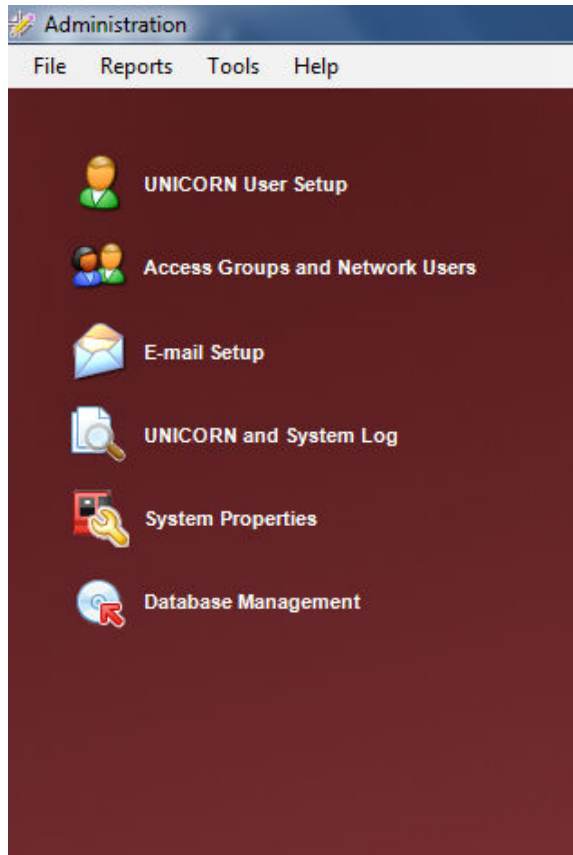 Administration
File Reports Tools Help
UNICORN User Setup
Access Groups and Network Users
E-mail Setup
UNICORN and System Log
System Properties
Database Management